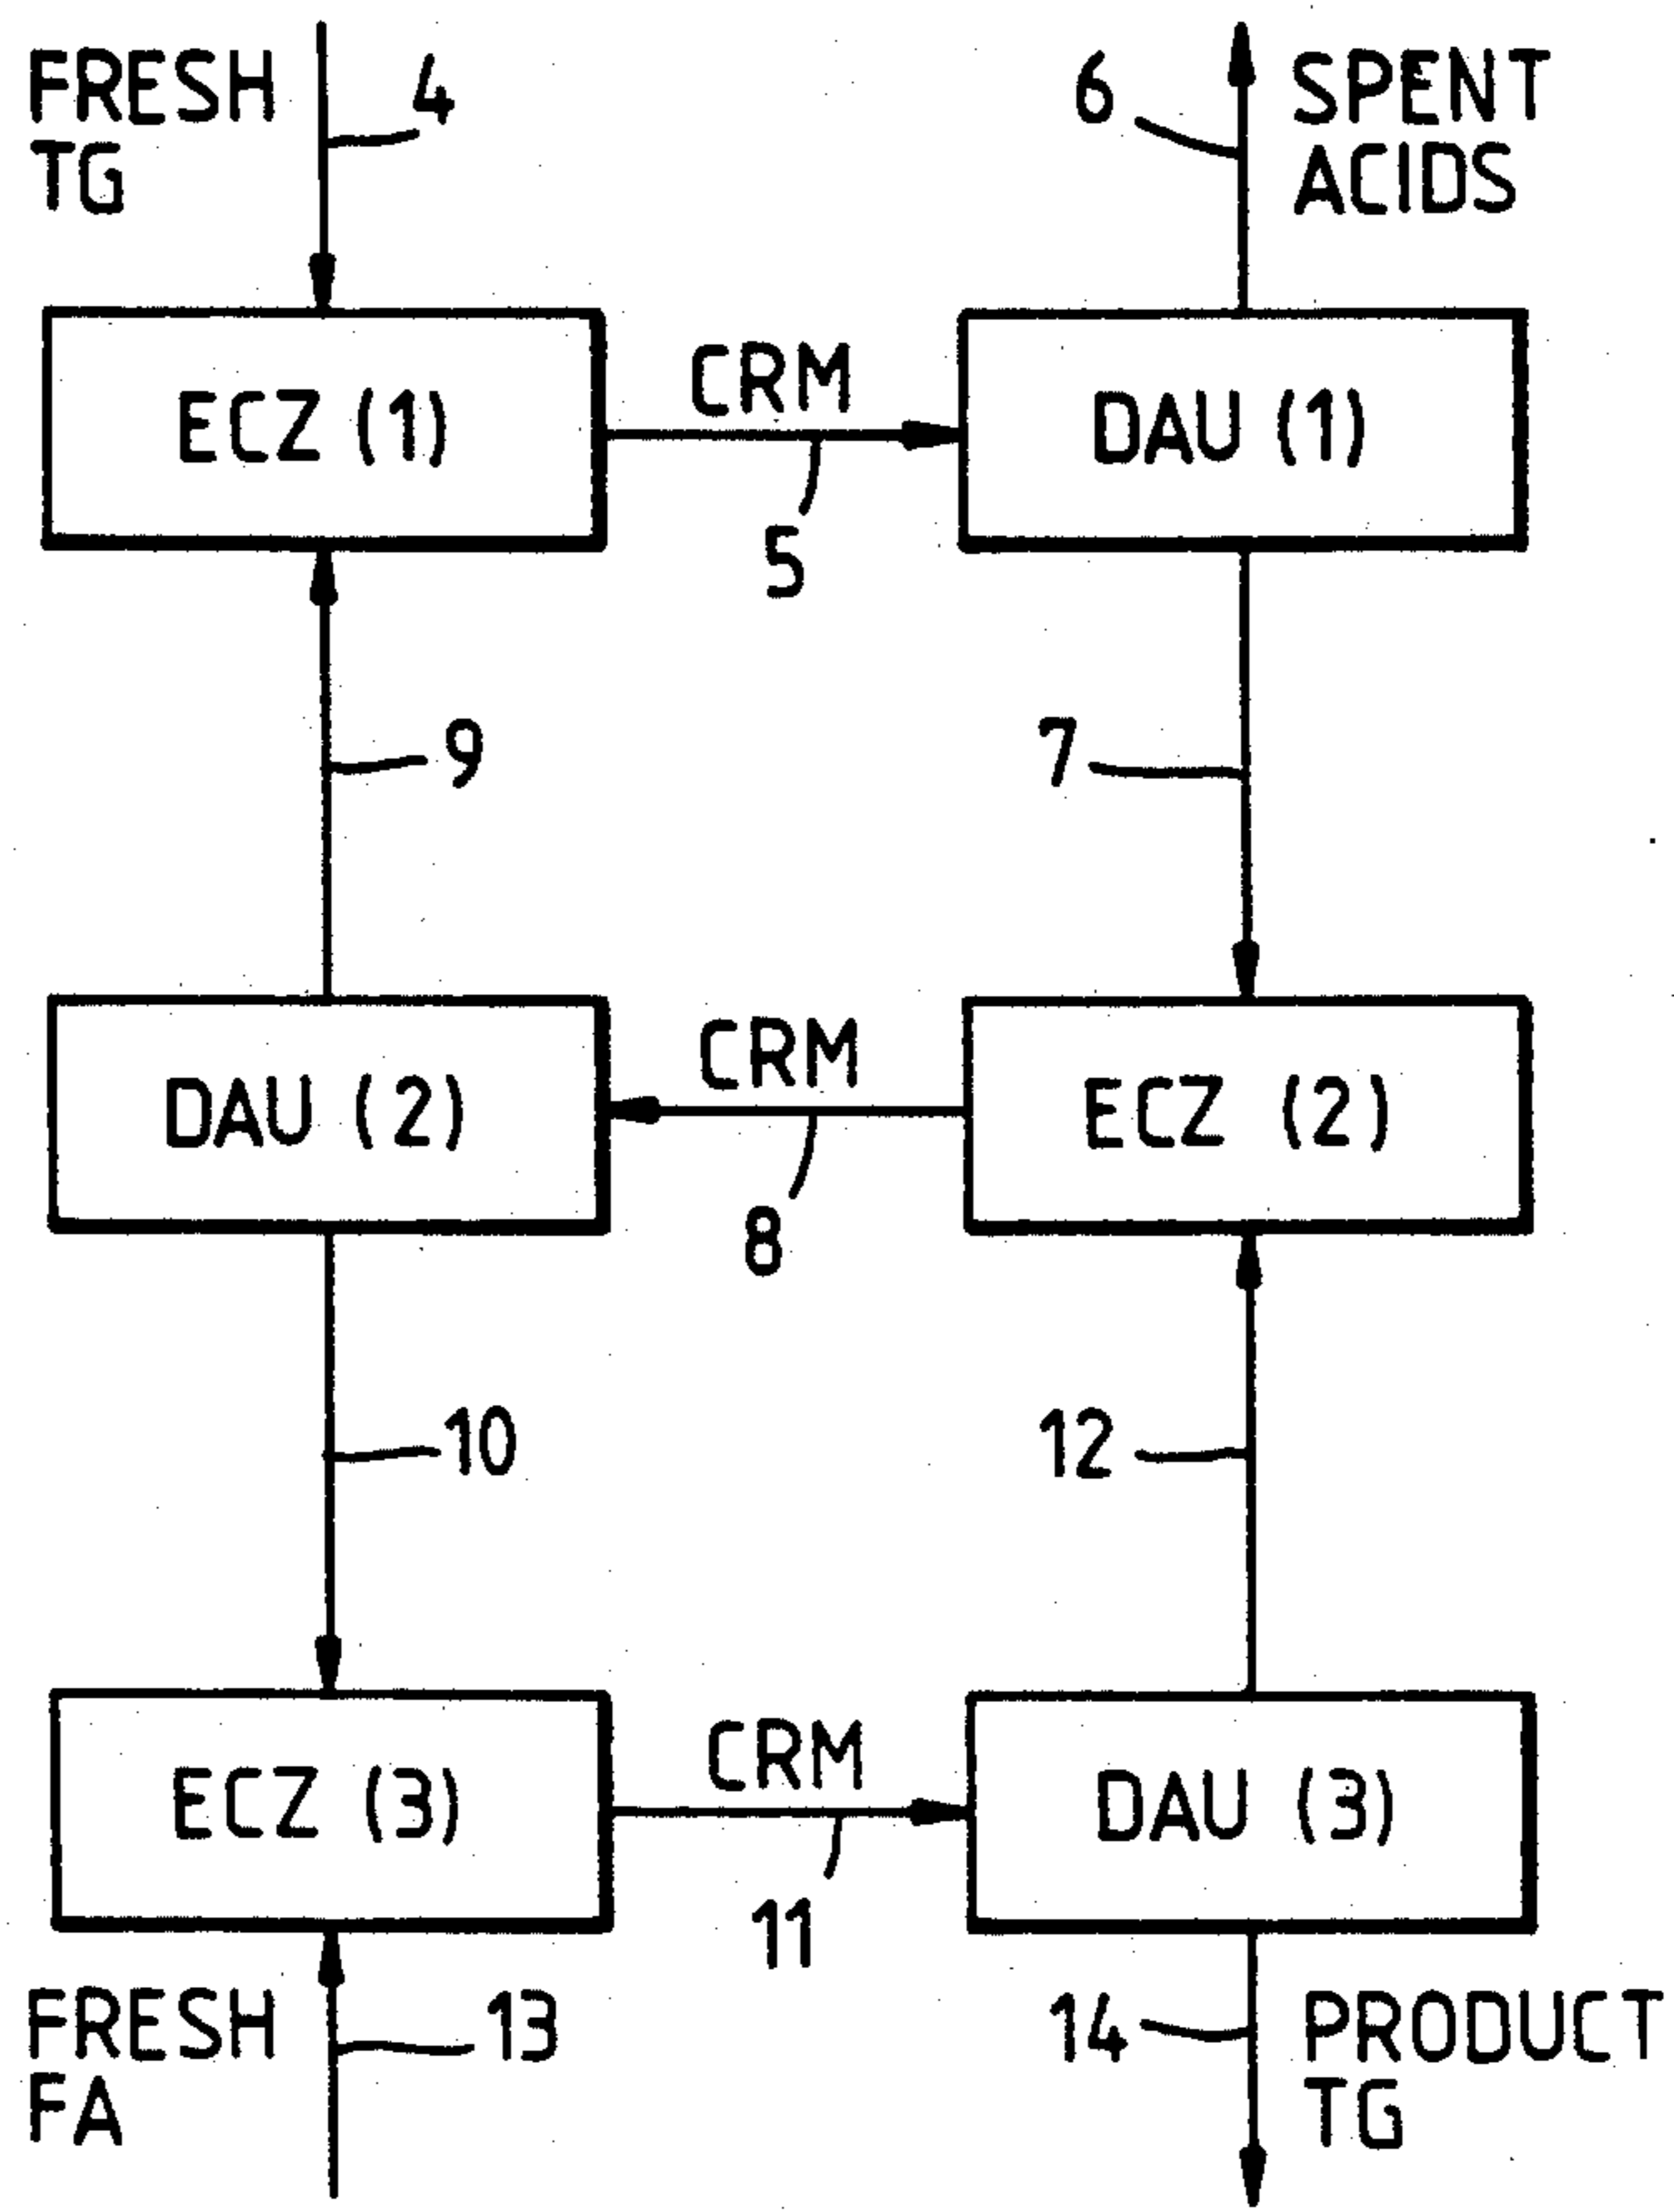 FRESH
TG
4
6
SPENT
ACIDS
ECZ (1)
CRM
DAU (1)
5
9
7
DAU (2)
CRM
ECZ (2)
8
10
12
ECZ (3)
CRM
DAU (3)
11
FRESH
FA
13
14
PRODUCT
TG